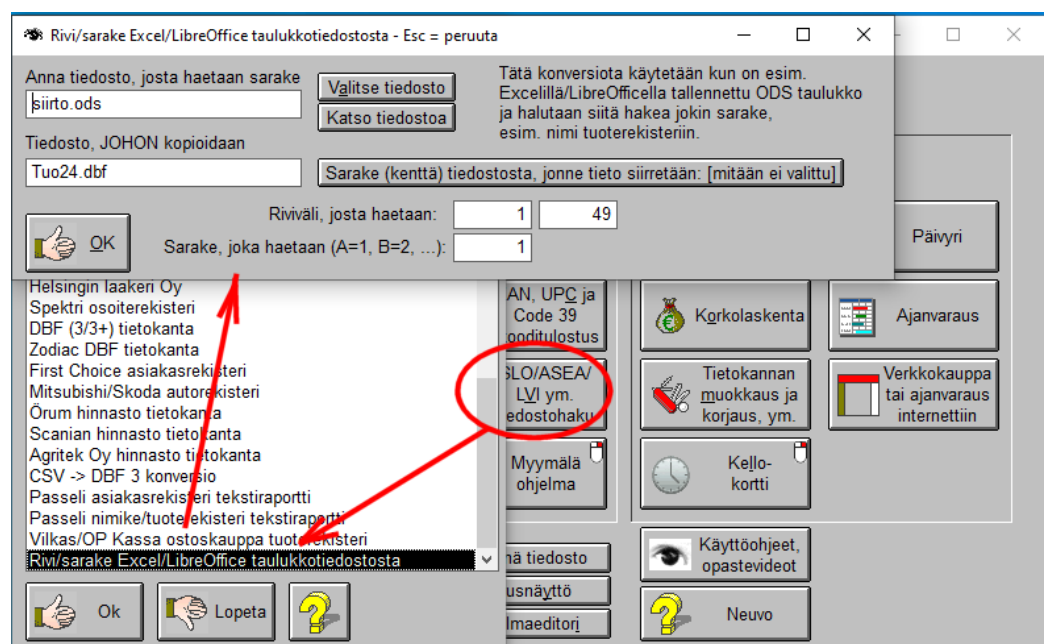 Rivi/sarake Excel/LibreOffice taulukkotiedostosta - Esc = peruuta
Anna tiedosto, josta haetaan sarake
siirto.ods
Valitse tiedosto
Katso tiedostoa
Tätä konversiota käytetään kun on esim.
Excelillä/LibreOfficella tallennettu ODS taulukko
ja halutaan siitä hakea jokin sarake,
esim. nimi tuoterekisteriin.
Tiedosto, JOHON kopioidaan
Tuo24.dbf
Sarake (kenttä) tiedostosta, jonne tieto siirretään: [mitään ei valittu]
Riviväli, josta haetaan: 1 49
Sarake, joka haetaan (A=1, B=2, ...): 1
OK
Päivyri
Helsingin laakeri Oy
Spektri osoiterekisteri
DBF (3/3+) tietokanta
Zodiac DBF tietokanta
First Choice asiakasrekisteri
Mitsubishi/Skoda autorekisteri
Örum hinnasto tietokanta
Scanian hinnasto tietokanta
Agritek Oy hinnasto tietokanta
CSV -> DBF 3 konversio
Passeli asiakasrekisteri tekstiraportti
Passeli nimike/tuoterekisteri tekstiraportti
Vilkas/OP Kassa ostoskauppa tuoterekisteri
Rivi/sarake Excel/LibreOffice taulukkotiedostosta
Ok
Lopeta
AN, UPC ja
Code 39
ooditulostus
SLO/ASEA/
LVI ym.
edostohaku
Myymälä
ohjelma
nä tiedosto
usnäyttö
lmaeditorj
Korkolaskenta
Ajanvaraus
Tietokannan
muokkaus ja
korjaus, ym.
Verkkokauppa
tai ajanvaraus
internettiin
Kello-
kortti
Käyttöohjeet,
opastevideot
Neuvo